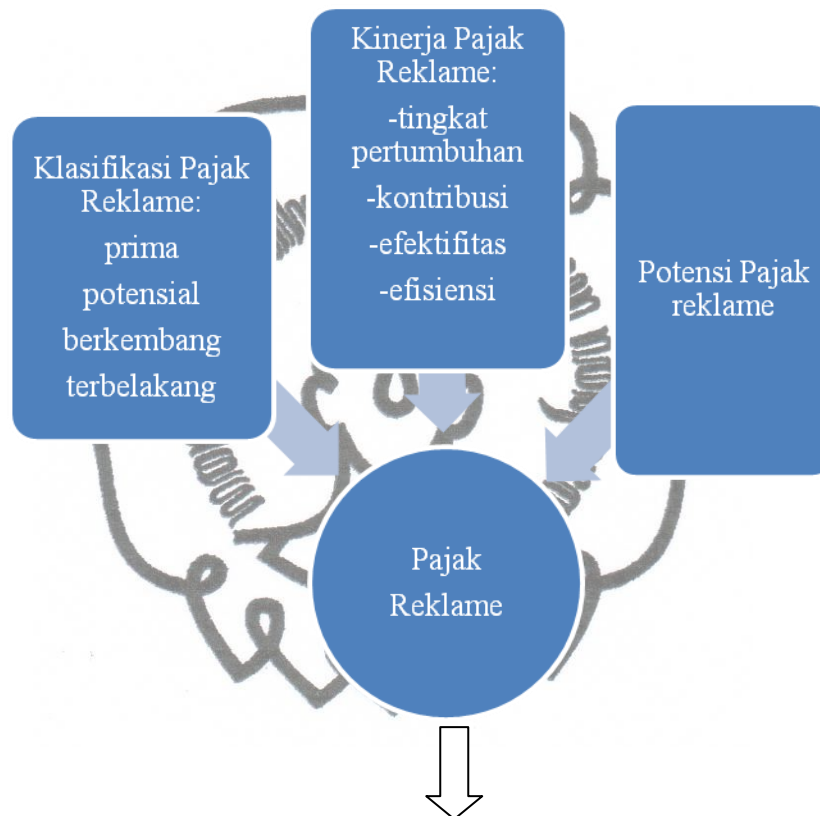 Klasifikasi Pajak
Reklame:
prima
potensial
berkembang
terbelakang
Kinerja Pajak
Reklame:
-tingkat
pertumbuhan
-kontribusi
-efektifitas
-efisiensi
Potensi Pajak
reklame
Pajak
Reklame